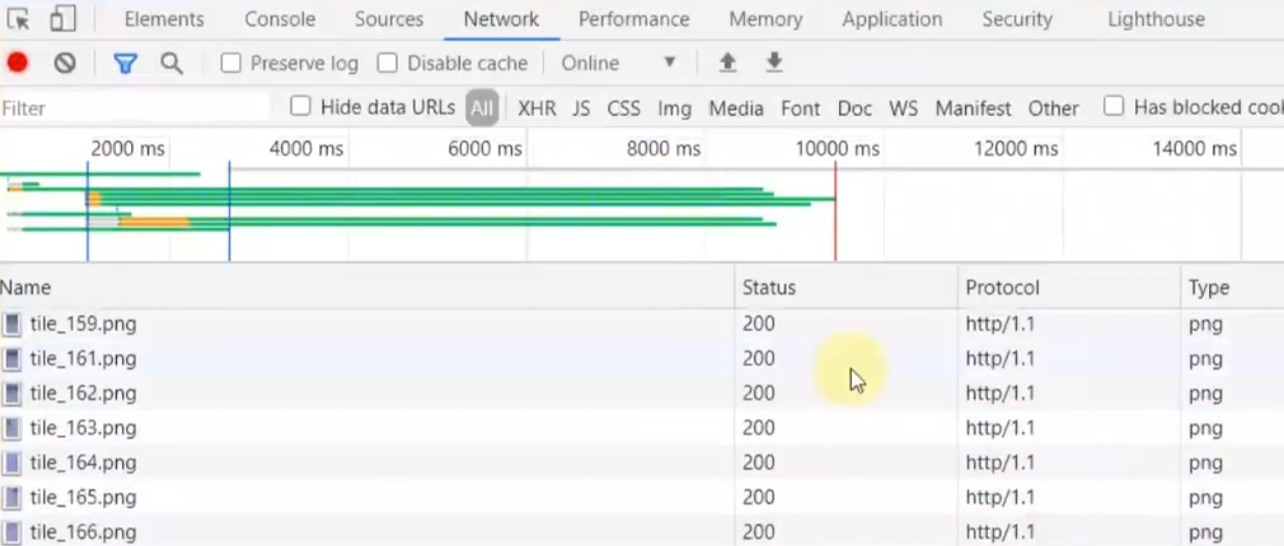 Elements Console Sources Network Performance Memory Application Security Lighthouse
Preserve log Disable cache Online
Filter Hide data URLs All XHR JS CSS Img Media Font Doc WS Manifest Other Has blocked cool
2000 ms 4000 ms 6000 ms 8000 ms 10000 ms 12000 ms 14000 ms
Name Status Protocol Type
tile_159.png 200 http/1.1 png
tile_161.png 200 http/1.1 png
tile_162.png 200 http/1.1 png
tile_163.png 200 http/1.1 png
tile_164.png 200 http/1.1 png
tile_165.png 200 http/1.1 png
tile_166.png 200 http/1.1 png